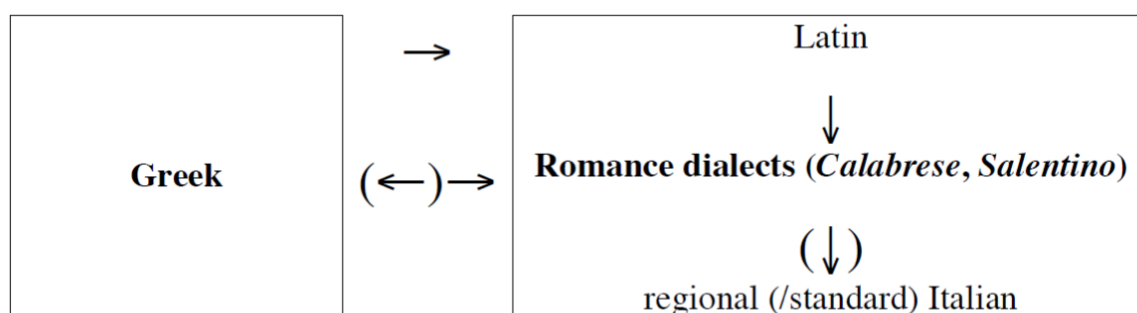 Latin
→
Greek
(←)→
Romance dialects (Calabrese, Salentino)
↓
(↓)
regional (/standard) Italian